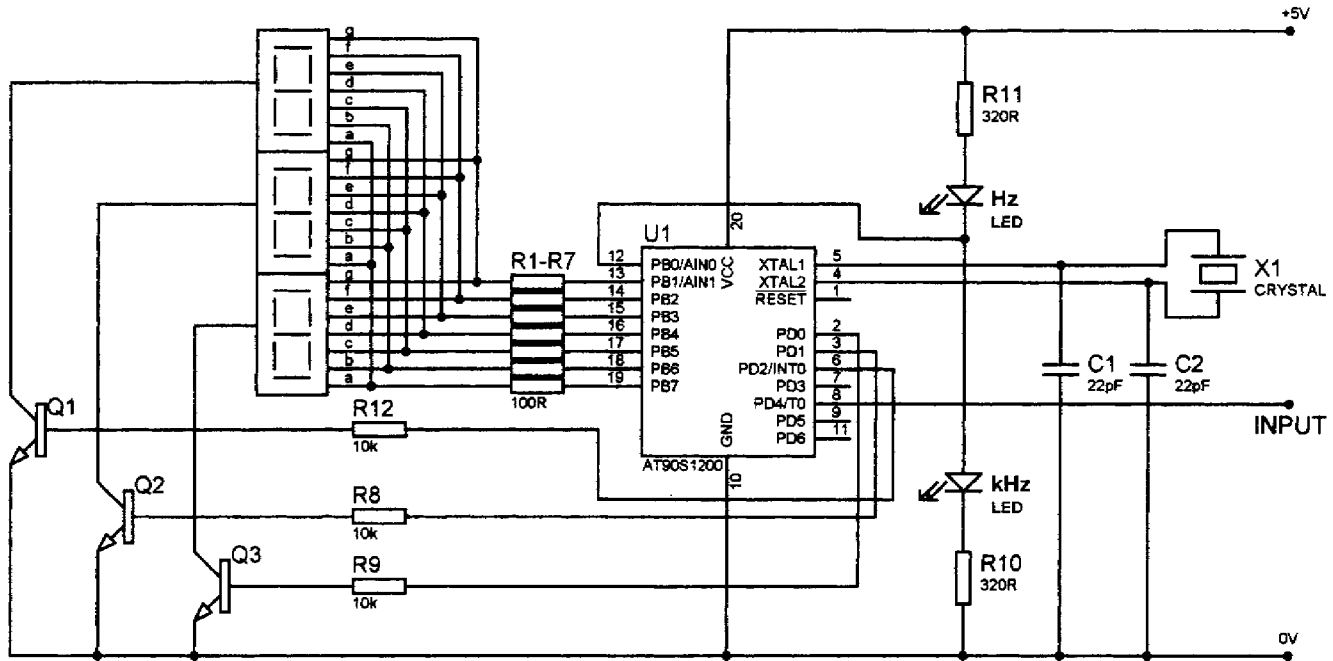 +5V
g
f
e
d
c
b
a
g
f
e
d
c
b
a
g
f
e
d
c
b
a
R11
320R
Hz
LED
20
U1
R1-R7
100R
12 PB0/AIN0
13 PB1/AIN1
14 PB2
15 PB3
16 PB4
17 PB5
18 PB6
19 PB7
VCC
GND
XTAL1 5
XTAL2 4
RESET 1
PD0 2
PD1 3
PD2/INT0 6
PD3 7
PD4/T0 8
PD5 9
PD6 11
AT90S1200
10
X1
CRYSTAL
C1
22pF
C2
22pF
INPUT
Q1
R12
10k
kHz
LED
Q2
R8
10k
Q3
R9
10k
R10
320R
0V